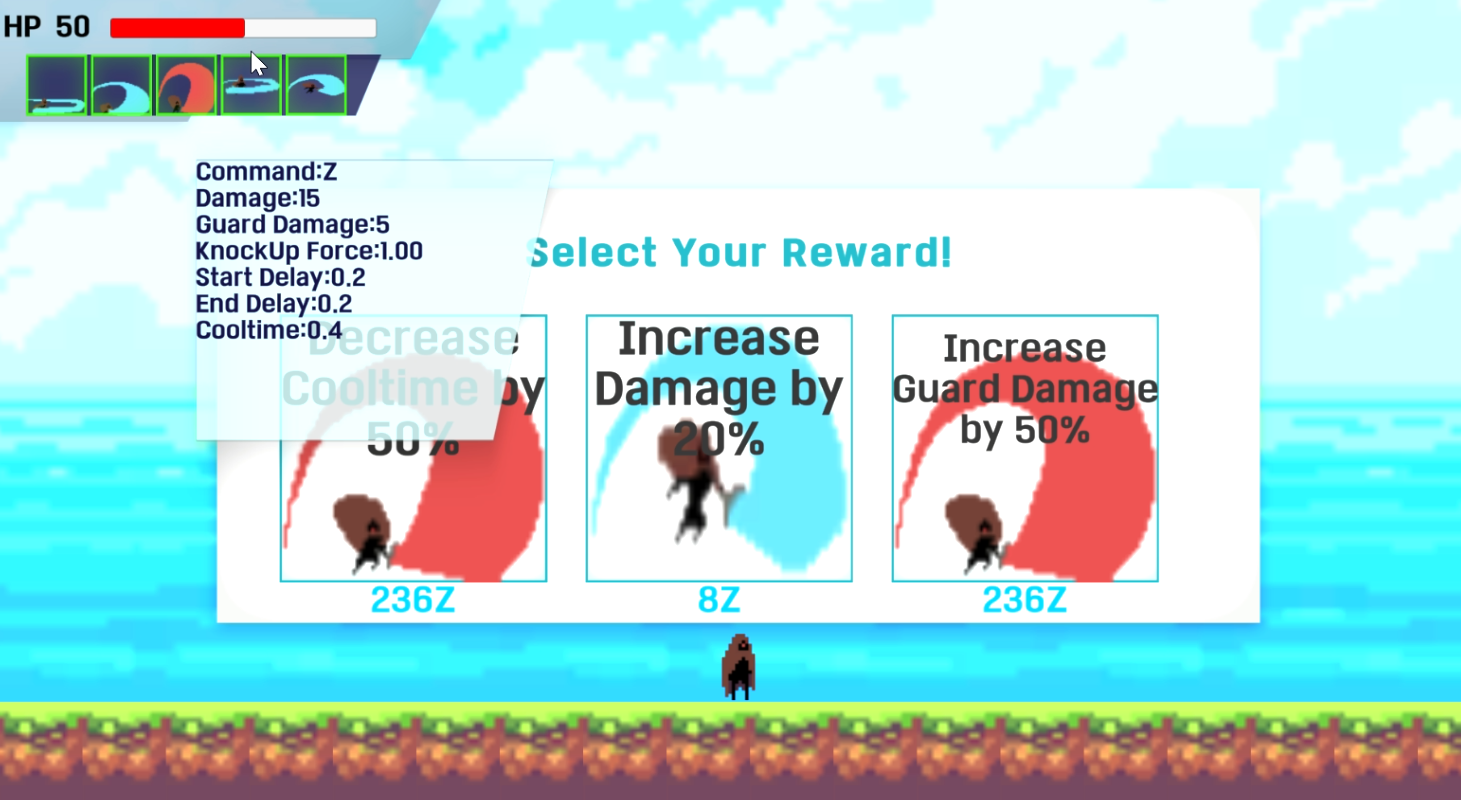 HP 50
Command:Z
Damage:15
Guard Damage:5
KnockUp Force:1.00
Start Delay:0.2
End Delay:0.2
Cooltime:0.4
Select Your Reward!
Decrease
Cooltime by
50%
236Z
Increase
Damage by
20%
8Z
Increase
Guard Damage
by 50%
236Z